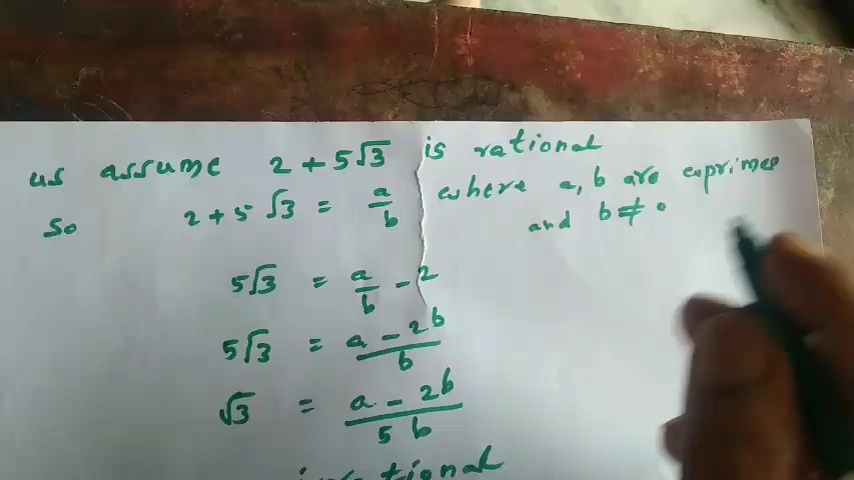 us assume 2 + 5√3 is rational
So 2 + 5√3 = a/b where a, b are coprimes
and b ≠ 0
5√3 = a/b - 2
5√3 = (a - 2b)/b
√3 = (a - 2b)/(5b)
irrational